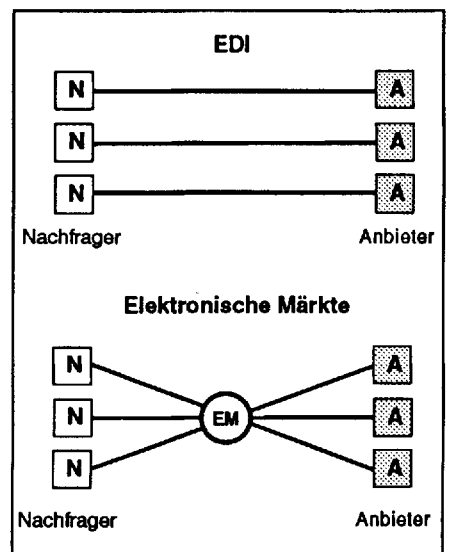 EDI
N A
N A
N A
Nachfrager Anbieter
Elektronische Märkte
N A
N EM A
N A
Nachfrager Anbieter